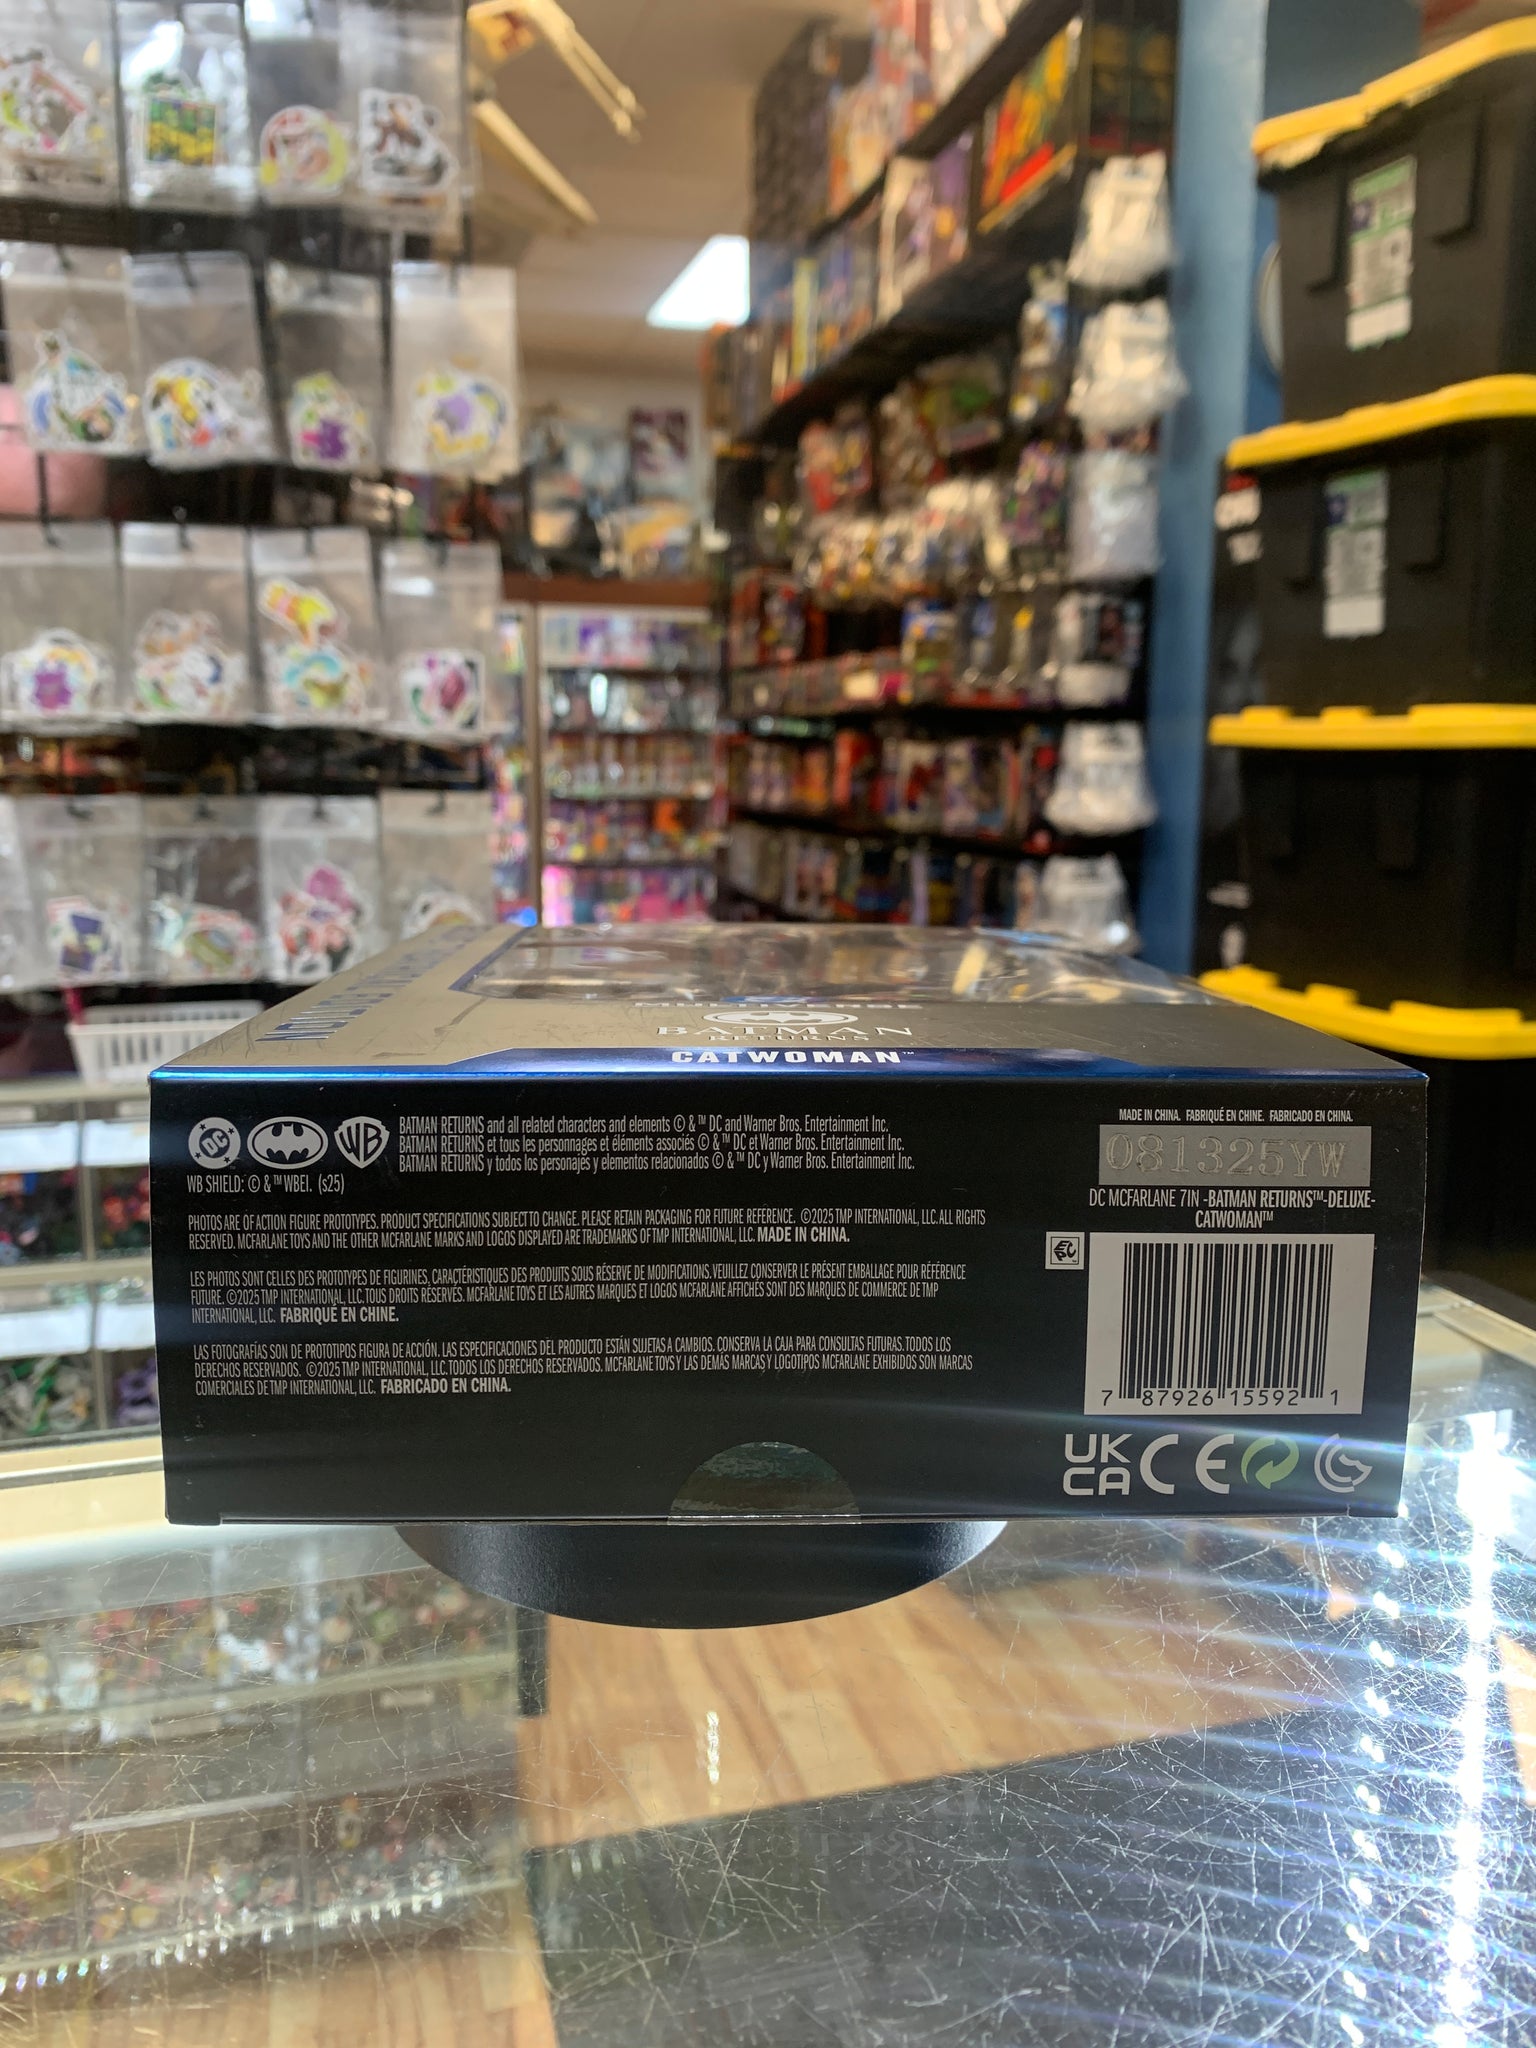 BATMAN
RETURNS
CATWOMAN™
DC
WB
BATMAN RETURNS and all related characters and elements © & ™ DC and Warner Bros. Entertainment Inc.
BATMAN RETURNS et tous les personnages et éléments associés © & ™ DC et Warner Bros. Entertainment Inc.
BATMAN RETURNS y todos los personajes y elementos relacionados © & ™ DC y Warner Bros. Entertainment Inc.
WB SHIELD: © & ™ WBEI. (s25)
PHOTOS ARE OF ACTION FIGURE PROTOTYPES. PRODUCT SPECIFICATIONS SUBJECT TO CHANGE. PLEASE RETAIN PACKAGING FOR FUTURE REFERENCE. ©2025 TMP INTERNATIONAL, LLC. ALL RIGHTS
RESERVED. MCFARLANE TOYS AND THE OTHER MCFARLANE MARKS AND LOGOS DISPLAYED ARE TRADEMARKS OF TMP INTERNATIONAL, LLC. MADE IN CHINA.
LES PHOTOS SONT CELLES DES PROTOTYPES DE FIGURINES. CARACTÉRISTIQUES DES PRODUITS SOUS RÉSERVE DE MODIFICATIONS. VEUILLEZ CONSERVER LE PRÉSENT EMBALLAGE POUR RÉFÉRENCE
FUTURE. ©2025 TMP INTERNATIONAL, LLC. TOUS DROITS RÉSERVÉS. MCFARLANE TOYS ET LES AUTRES MARQUES ET LOGOS MCFARLANE AFFICHÉS SONT DES MARQUES DE COMMERCE DE TMP
INTERNATIONAL, LLC. FABRIQUÉ EN CHINE.
LAS FOTOGRAFÍAS SON DE PROTOTIPOS FIGURA DE ACCIÓN. LAS ESPECIFICACIONES DEL PRODUCTO ESTÁN SUJETAS A CAMBIOS. CONSERVA LA CAJA PARA CONSULTAS FUTURAS. TODOS LOS
DERECHOS RESERVADOS. ©2025 TMP INTERNATIONAL, LLC. TODOS LOS DERECHOS RESERVADOS. MCFARLANE TOYS Y LAS DEMÁS MARCAS Y LOGOTIPOS MCFARLANE EXHIBIDOS SON MARCAS
COMERCIALES DE TMP INTERNATIONAL, LLC. FABRICADO EN CHINA.
MADE IN CHINA. FABRIQUÉ EN CHINE. FABRICADO EN CHINA.
081325YW
DC MCFARLANE 7IN -BATMAN RETURNS™-DELUXE-
CATWOMAN™
EPC
7 87926 15592 1
UK
CA CE